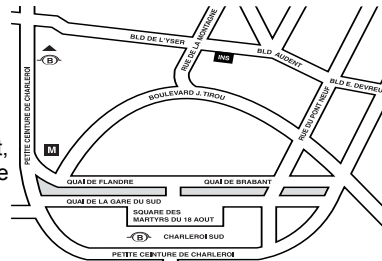 BLD DE L'YSER
RUE DE LA MONTAGNE
INS
BLD AUDENT
BLD E. DEVREU
B
PETITE CENTURE DE CHARLEROI
BOULEVARD J. TIROU
RUE DU PONT NEUF
t,
M
e
QUAI DE FLANDRE
QUAI DE BRABANT
QUAI DE LA GARE DU SUD
SQUARE DES
MARTYRS DU 18 AOUT
B
CHARLEROI SUD
PETITE CEINTURE DE CHARLEROI